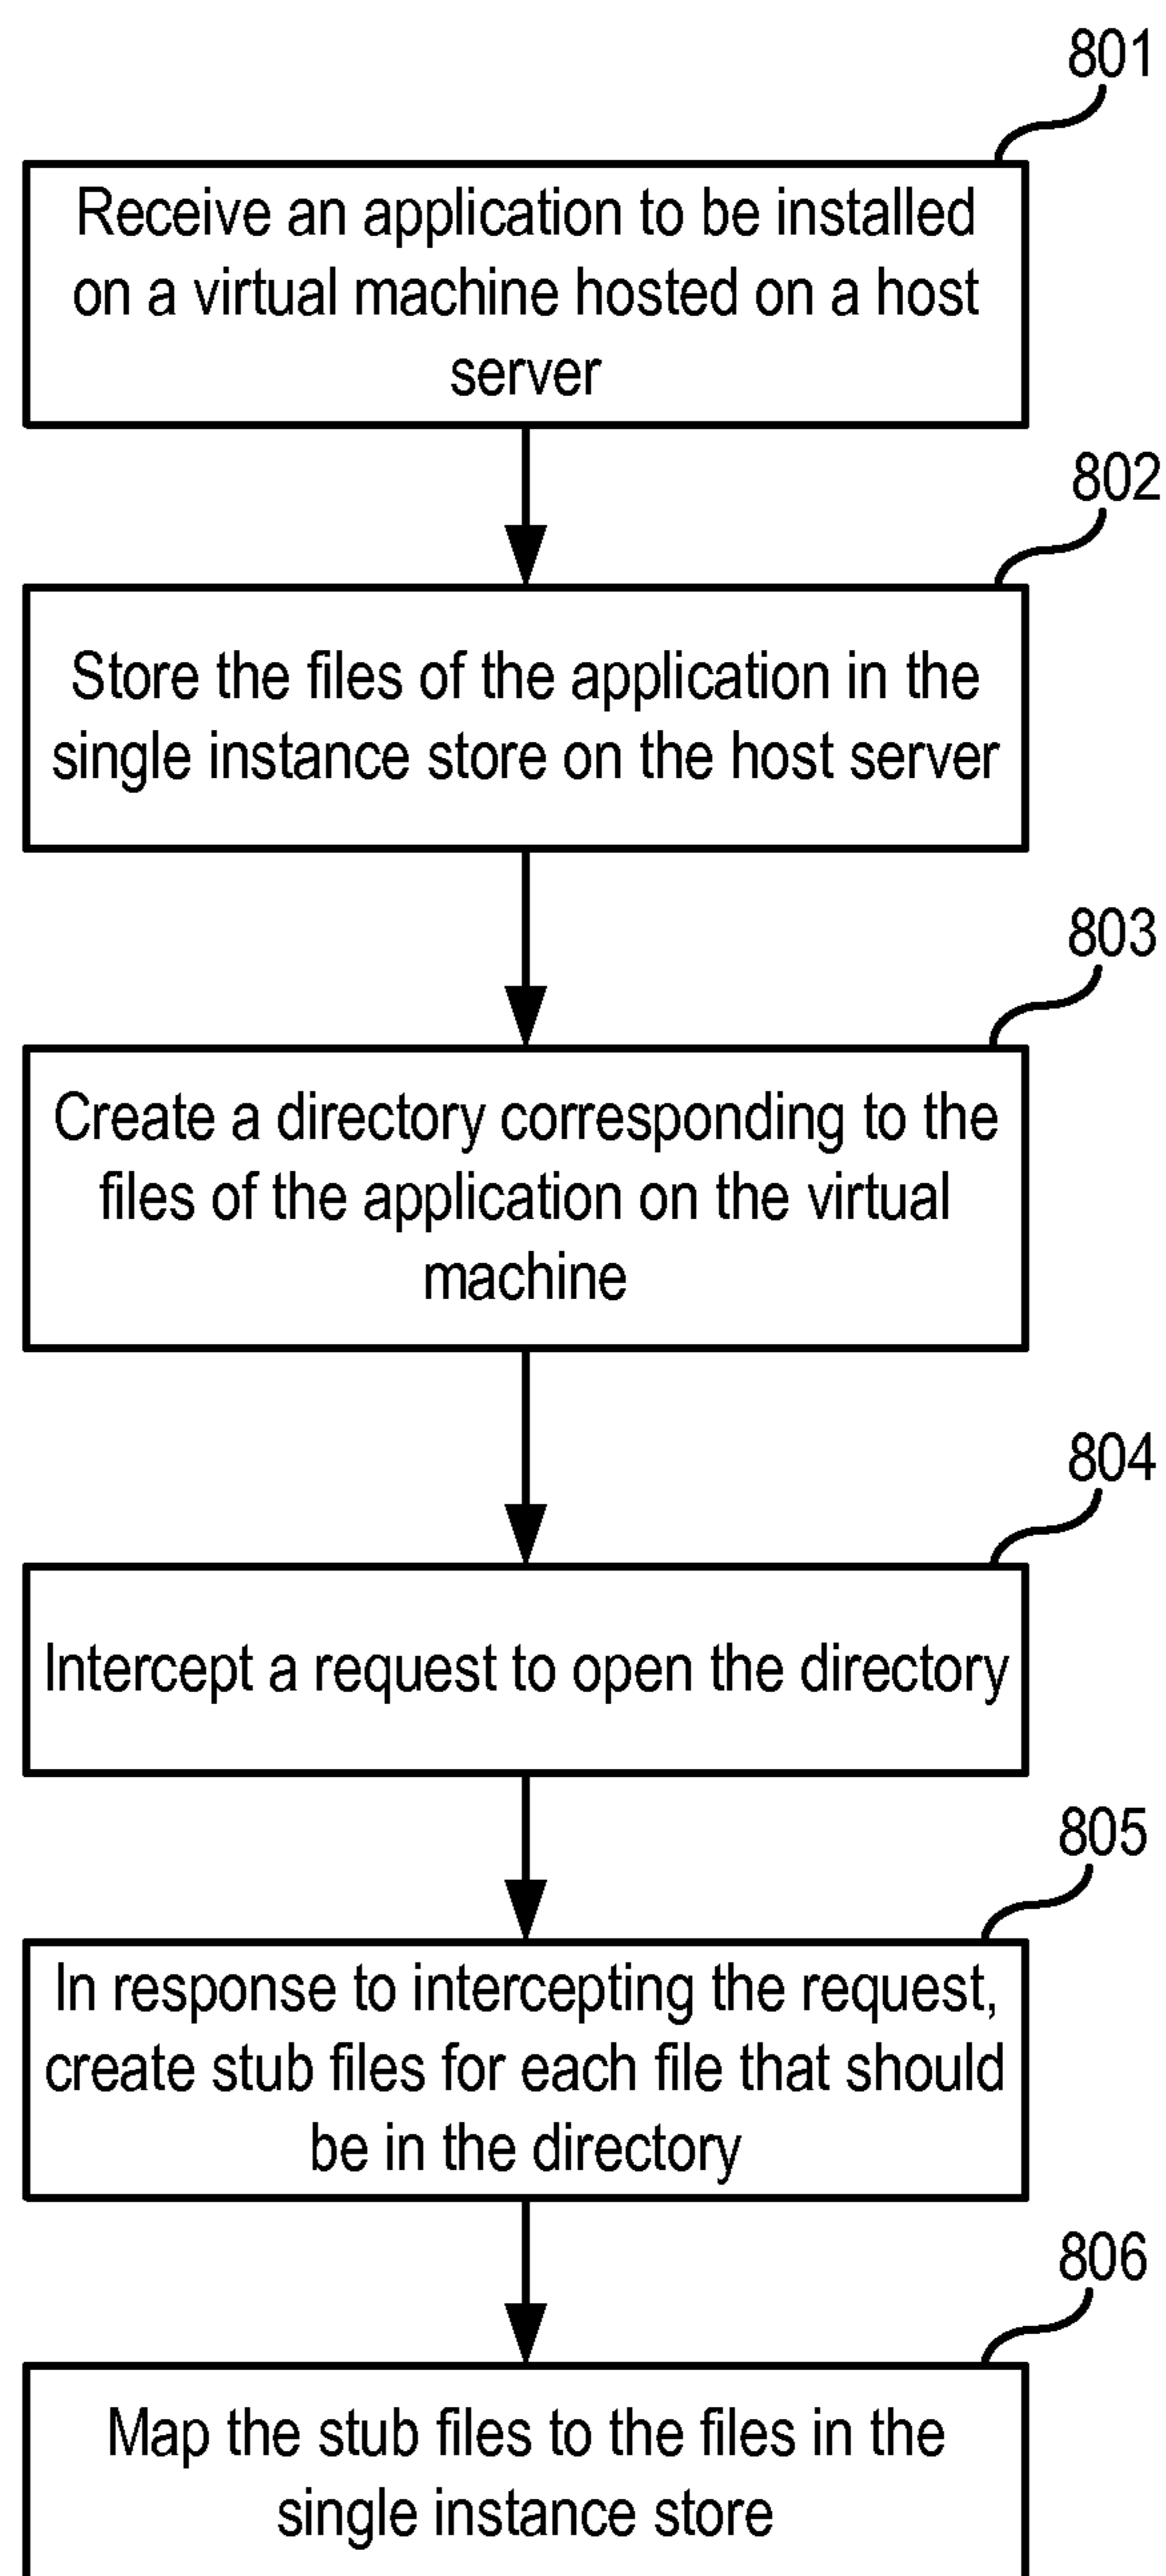 801
Receive an application to be installed
on a virtual machine hosted on a host
server
802
Store the files of the application in the
single instance store on the host server
803
Create a directory corresponding to the
files of the application on the virtual
machine
804
Intercept a request to open the directory
805
In response to intercepting the request,
create stub files for each file that should
be in the directory
806
Map the stub files to the files in the
single instance store